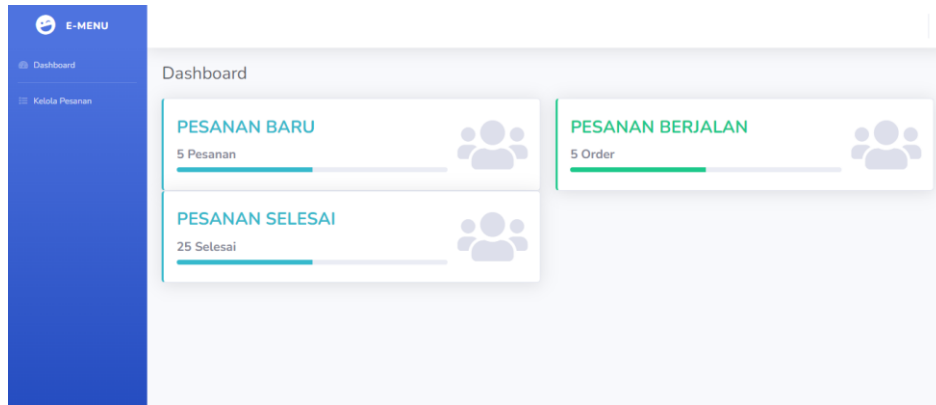 E-MENU
Dashboard
Kelola Pesanan
Dashboard
PESANAN BARU
5 Pesanan
PESANAN BERJALAN
5 Order
PESANAN SELESAI
25 Selesai